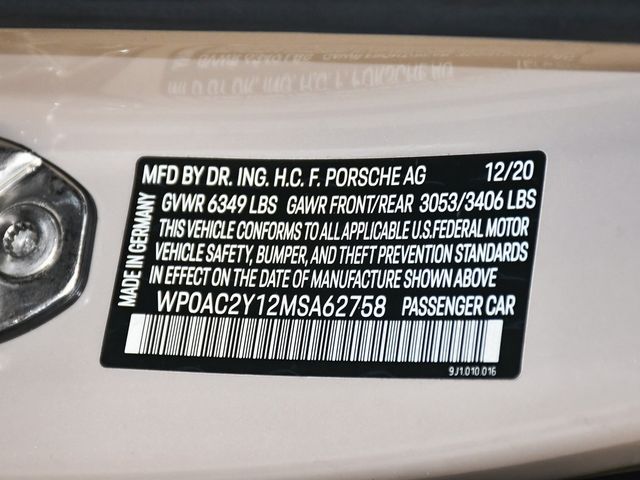 MFD BY DR. ING. H.C. F. PORSCHE AG 12/20
GVWR 6349 LBS GAWR FRONT/REAR 3053/3406 LBS
THIS VEHICLE CONFORMS TO ALL APPLICABLE U.S.FEDERAL MOTOR
VEHICLE SAFETY, BUMPER, AND THEFT PREVENTION STANDARDS
IN EFFECT ON THE DATE OF MANUFACTURE SHOWN ABOVE
WP0AC2Y12MSA62758 PASSENGER CAR
9J1.010.016
MADE IN GERMANY